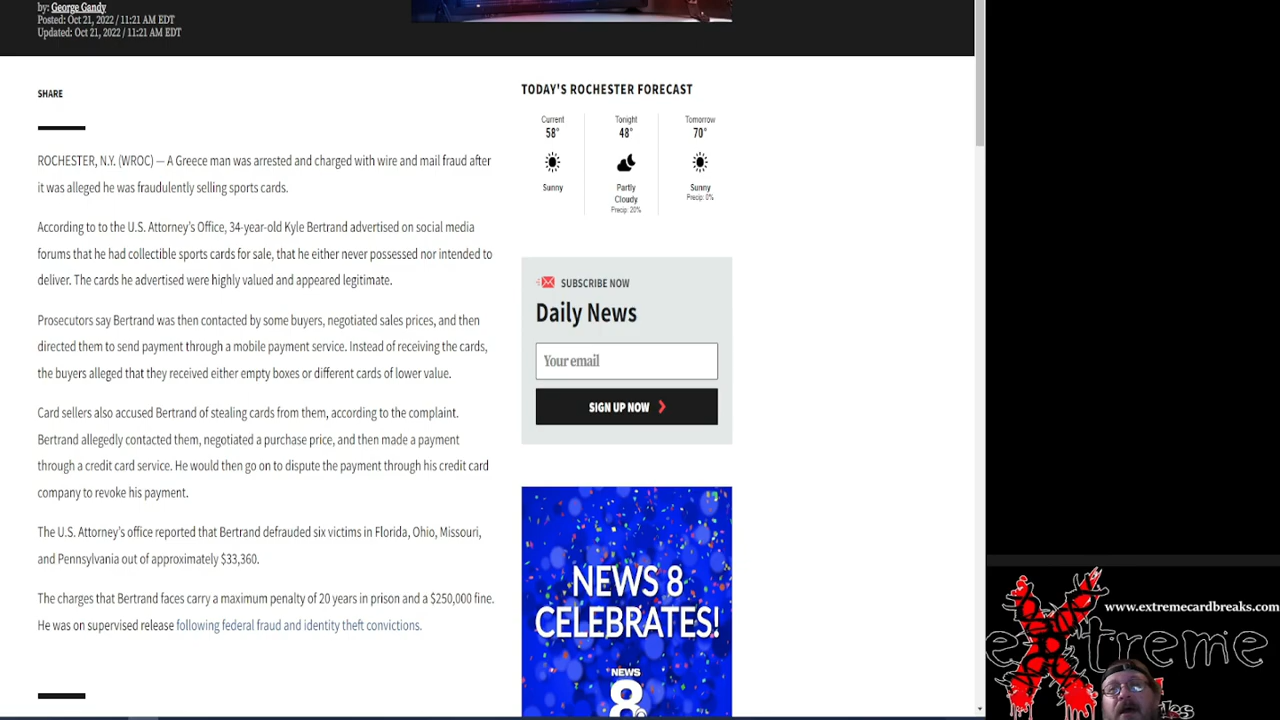 by: George Gandy
Posted: Oct 21, 2022 / 11:21 AM EDT
Updated: Oct 21, 2022 / 11:21 AM EDT
SHARE
ROCHESTER, N.Y. (WROC) — A Greece man was arrested and charged with wire and mail fraud after
it was alleged he was fraudulently selling sports cards.
According to to the U.S. Attorney's Office, 34-year-old Kyle Bertrand advertised on social media
forums that he had collectible sports cards for sale, that he either never possessed nor intended to
deliver. The cards he advertised were highly valued and appeared legitimate.
Prosecutors say Bertrand was then contacted by some buyers, negotiated sales prices, and then
directed them to send payment through a mobile payment service. Instead of receiving the cards,
the buyers alleged that they received either empty boxes or different cards of lower value.
Card sellers also accused Bertrand of stealing cards from them, according to the complaint.
Bertrand allegedly contacted them, negotiated a purchase price, and then made a payment
through a credit card service. He would then go on to dispute the payment through his credit card
company to revoke his payment.
The U.S. Attorney's office reported that Bertrand defrauded six victims in Florida, Ohio, Missouri,
and Pennsylvania out of approximately $33,360.
The charges that Bertrand faces carry a maximum penalty of 20 years in prison and a $250,000 fine.
He was on supervised release following federal fraud and identity theft convictions.
TODAY'S ROCHESTER FORECAST
Current
58°
Sunny
Tonight
48°
Partly
Cloudy
Precip: 20%
Tomorrow
70°
Sunny
Precip: 0%
SUBSCRIBE NOW
Daily News
Your email
SIGN UP NOW
NEWS 8
CELEBRATES!
NEWS
8
www.extremecardbreaks.com
eXtreme